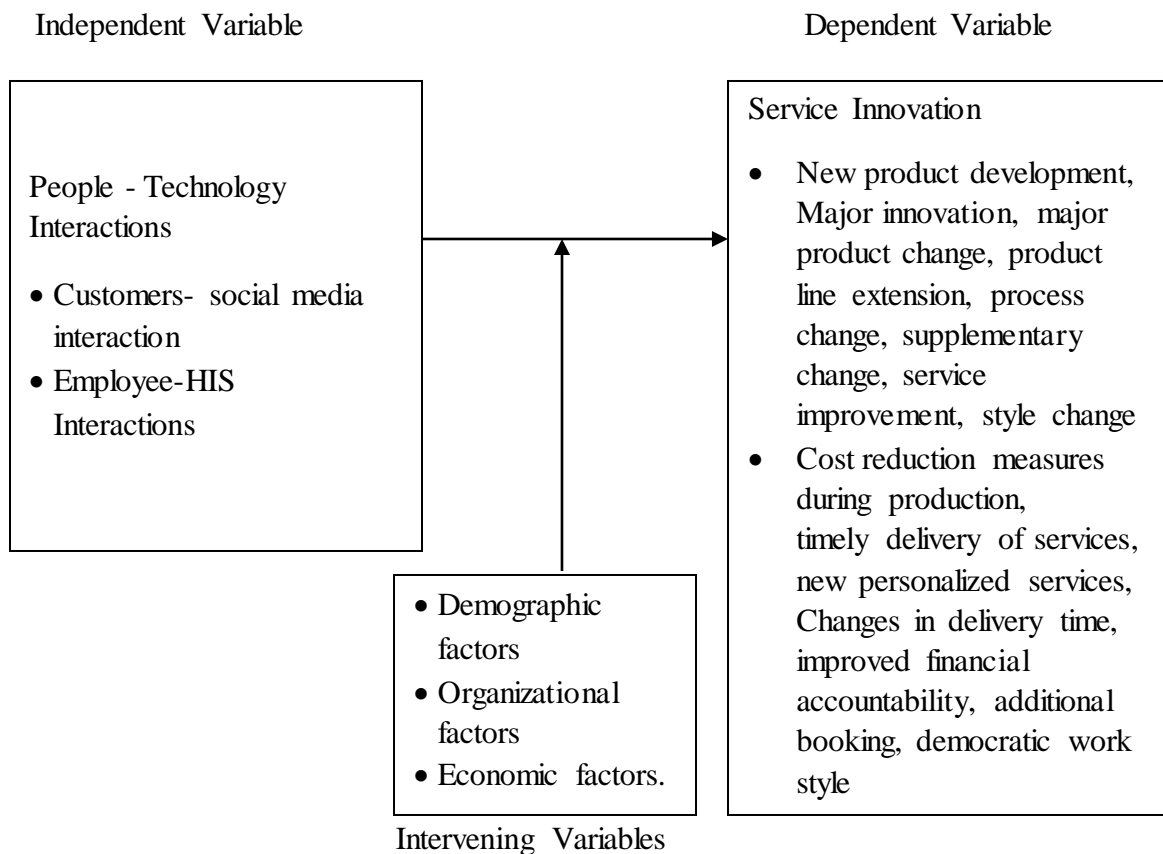 Independent Variable
Dependent Variable
People - Technology
Interactions
• Customers- social media
interaction
• Employee-HIS
Interactions
Service Innovation
• New product development,
Major innovation, major
product change, product
line extension, process
change, supplementary
change, service
improvement, style change
• Cost reduction measures
during production,
timely delivery of services,
new personalized services,
Changes in delivery time,
improved financial
accountability, additional
booking, democratic work
style
• Demographic
factors
• Organizational
factors
• Economic factors.
Intervening Variables